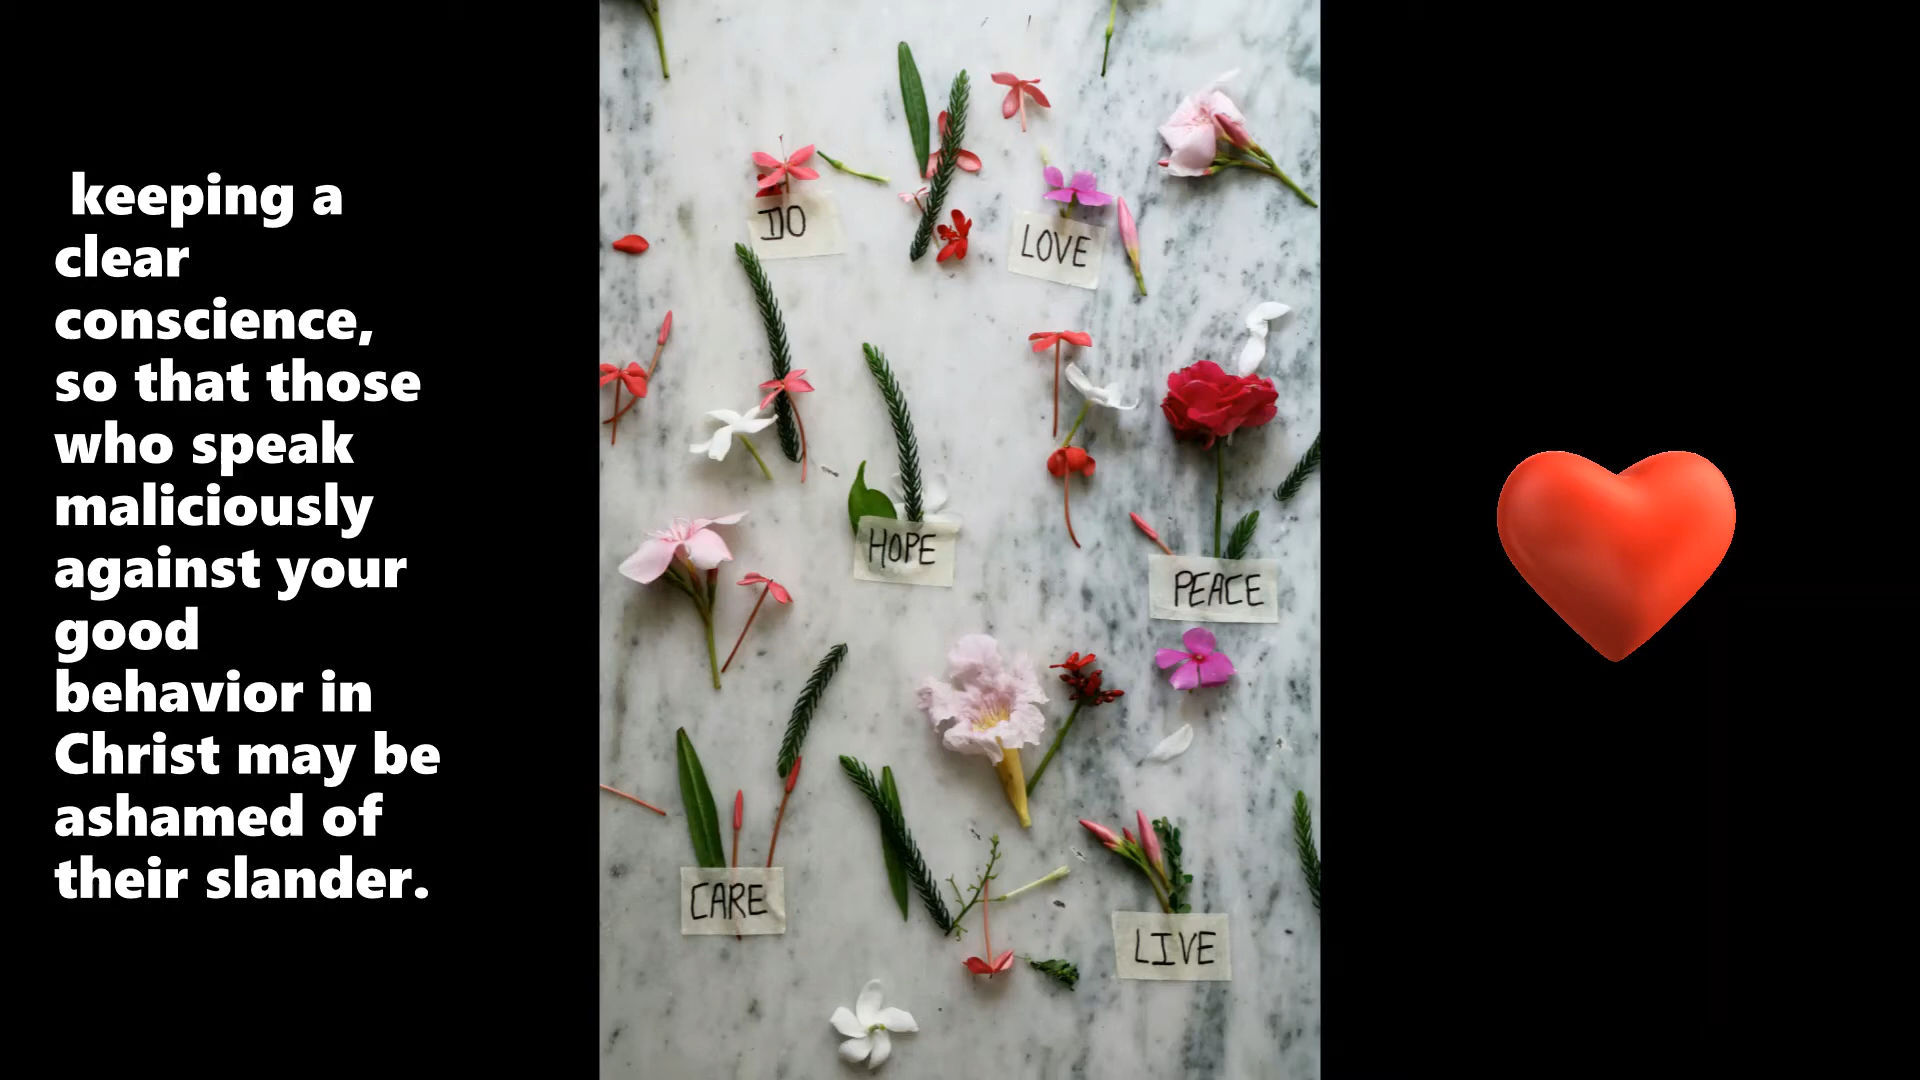 keeping a
clear
conscience,
so that those
who speak
maliciously
against your
good
behavior in
Christ may be
ashamed of
their slander.
DO
LOVE
HOPE
PEACE
CARE
LIVE